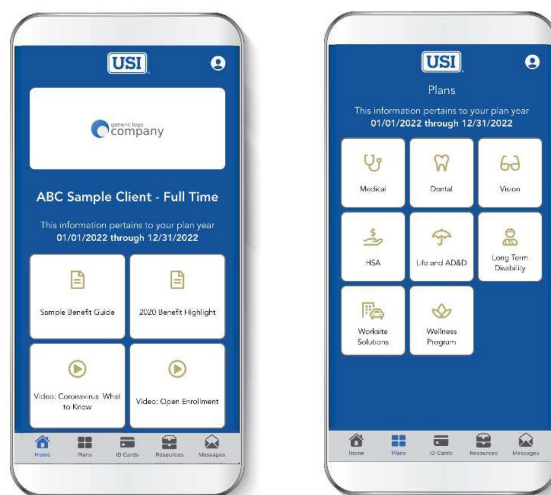 USI
generic logo
company
ABC Sample Client - Full Time
This information pertains to your plan year
01/01/2022 through 12/31/2022
Sample Benefit Guide
2020 Benefit Highlight
Video: Coronavirus What
to Know
Video: Open Enrollment
Home
Plans
ID Cards
Resources
Messages
USI
Plans
This information pertains to your plan year
01/01/2022 through 12/31/2022
Medical
Dental
Vision
HSA
Life and AD&D
Long Term
Disability
Worksite
Solutions
Wellness
Program
Home
Plans
ID Cards
Resources
Messages